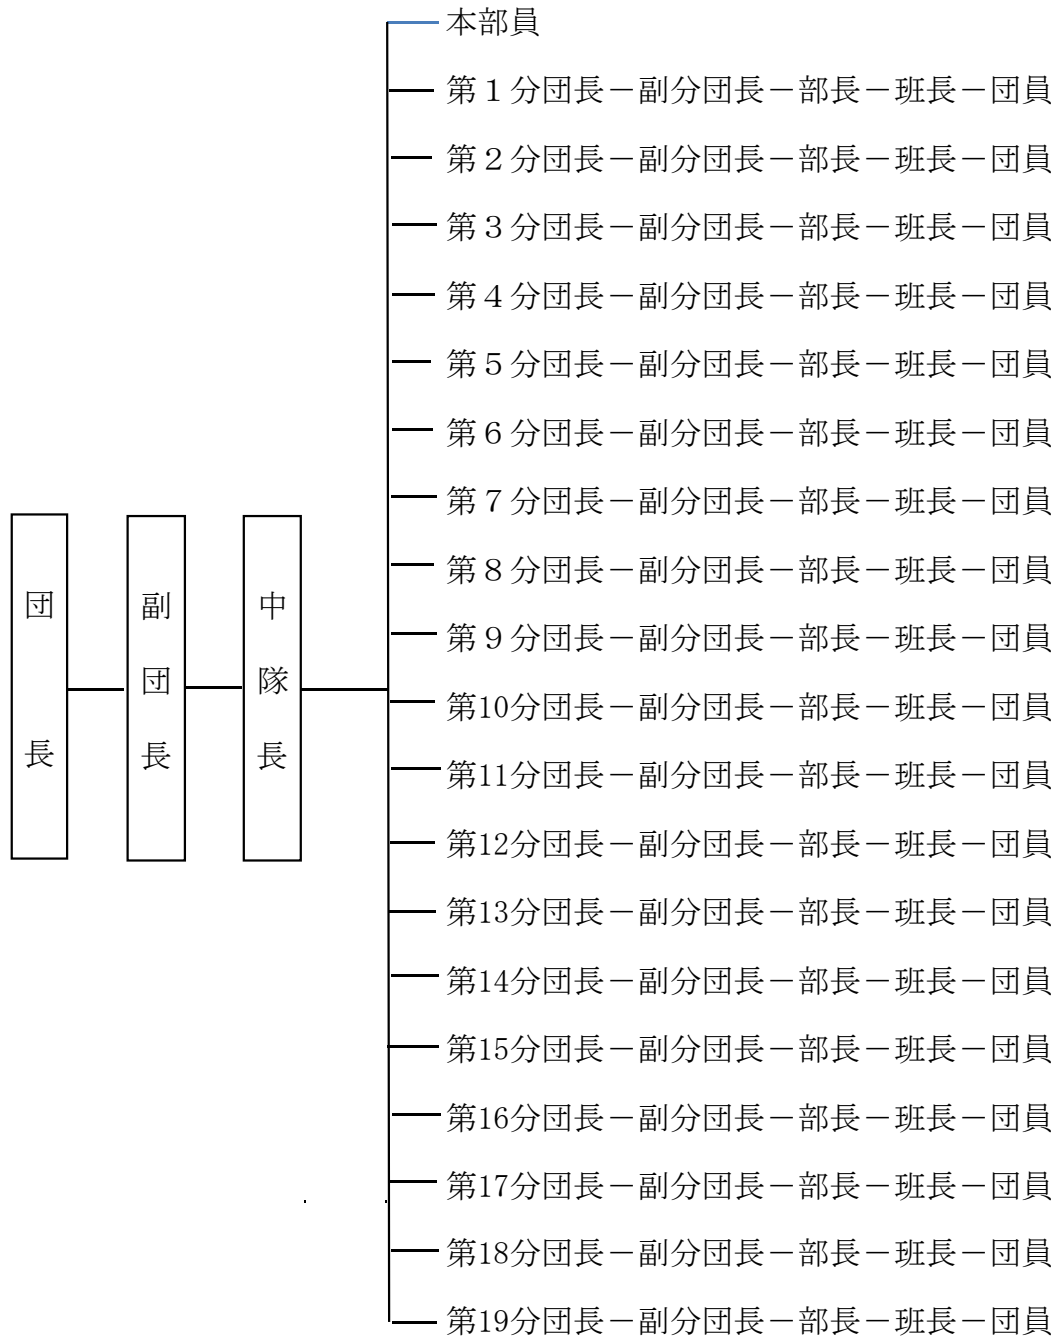 団長
副団長
中隊長
本部員
第１分団長－副分団長－部長－班長－団員
第２分団長－副分団長－部長－班長－団員
第３分団長－副分団長－部長－班長－団員
第４分団長－副分団長－部長－班長－団員
第５分団長－副分団長－部長－班長－団員
第６分団長－副分団長－部長－班長－団員
第７分団長－副分団長－部長－班長－団員
第８分団長－副分団長－部長－班長－団員
第９分団長－副分団長－部長－班長－団員
第10分団長－副分団長－部長－班長－団員
第11分団長－副分団長－部長－班長－団員
第12分団長－副分団長－部長－班長－団員
第13分団長－副分団長－部長－班長－団員
第14分団長－副分団長－部長－班長－団員
第15分団長－副分団長－部長－班長－団員
第16分団長－副分団長－部長－班長－団員
第17分団長－副分団長－部長－班長－団員
第18分団長－副分団長－部長－班長－団員
第19分団長－副分団長－部長－班長－団員